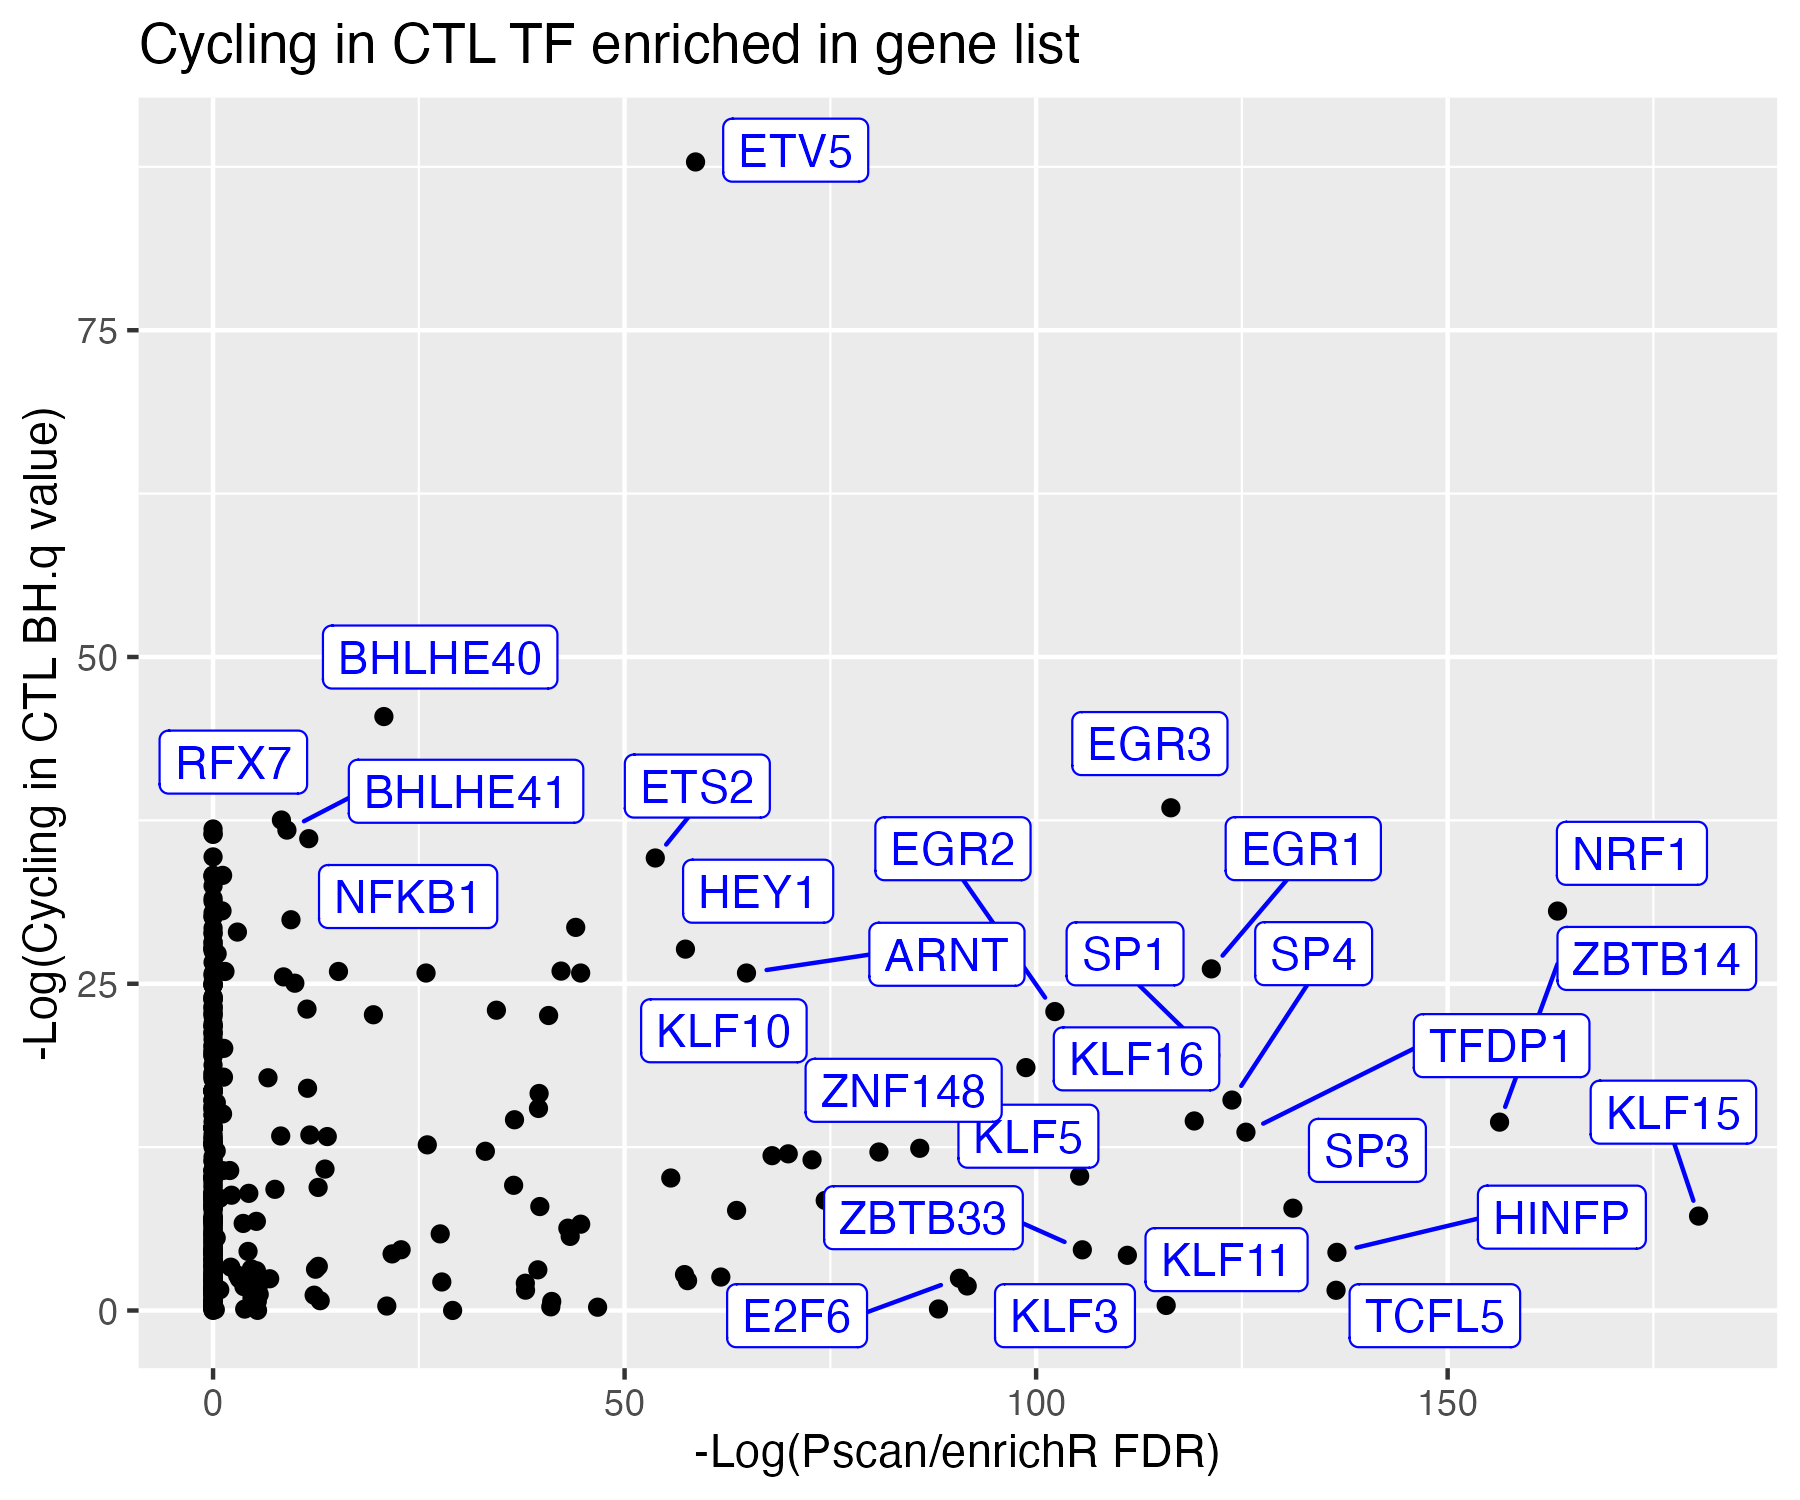 Cycling in CTL TF enriched in gene list
-Log(Cycling in CTL BH.q value)
75
50
25
0
ETV5
BHLHE40
RFX7
BHLHE41
ETS2
EGR3
EGR2
EGR1
NRF1
NFKB1
HEY1
ARNT
SP1
SP4
ZBTB14
KLF10
KLF16
TFDP1
ZNF148
KLF5
SP3
KLF15
ZBTB33
KLF11
HINFP
E2F6
KLF3
TCFL5
0
50
100
150
-Log(Pscan/enrichR FDR)